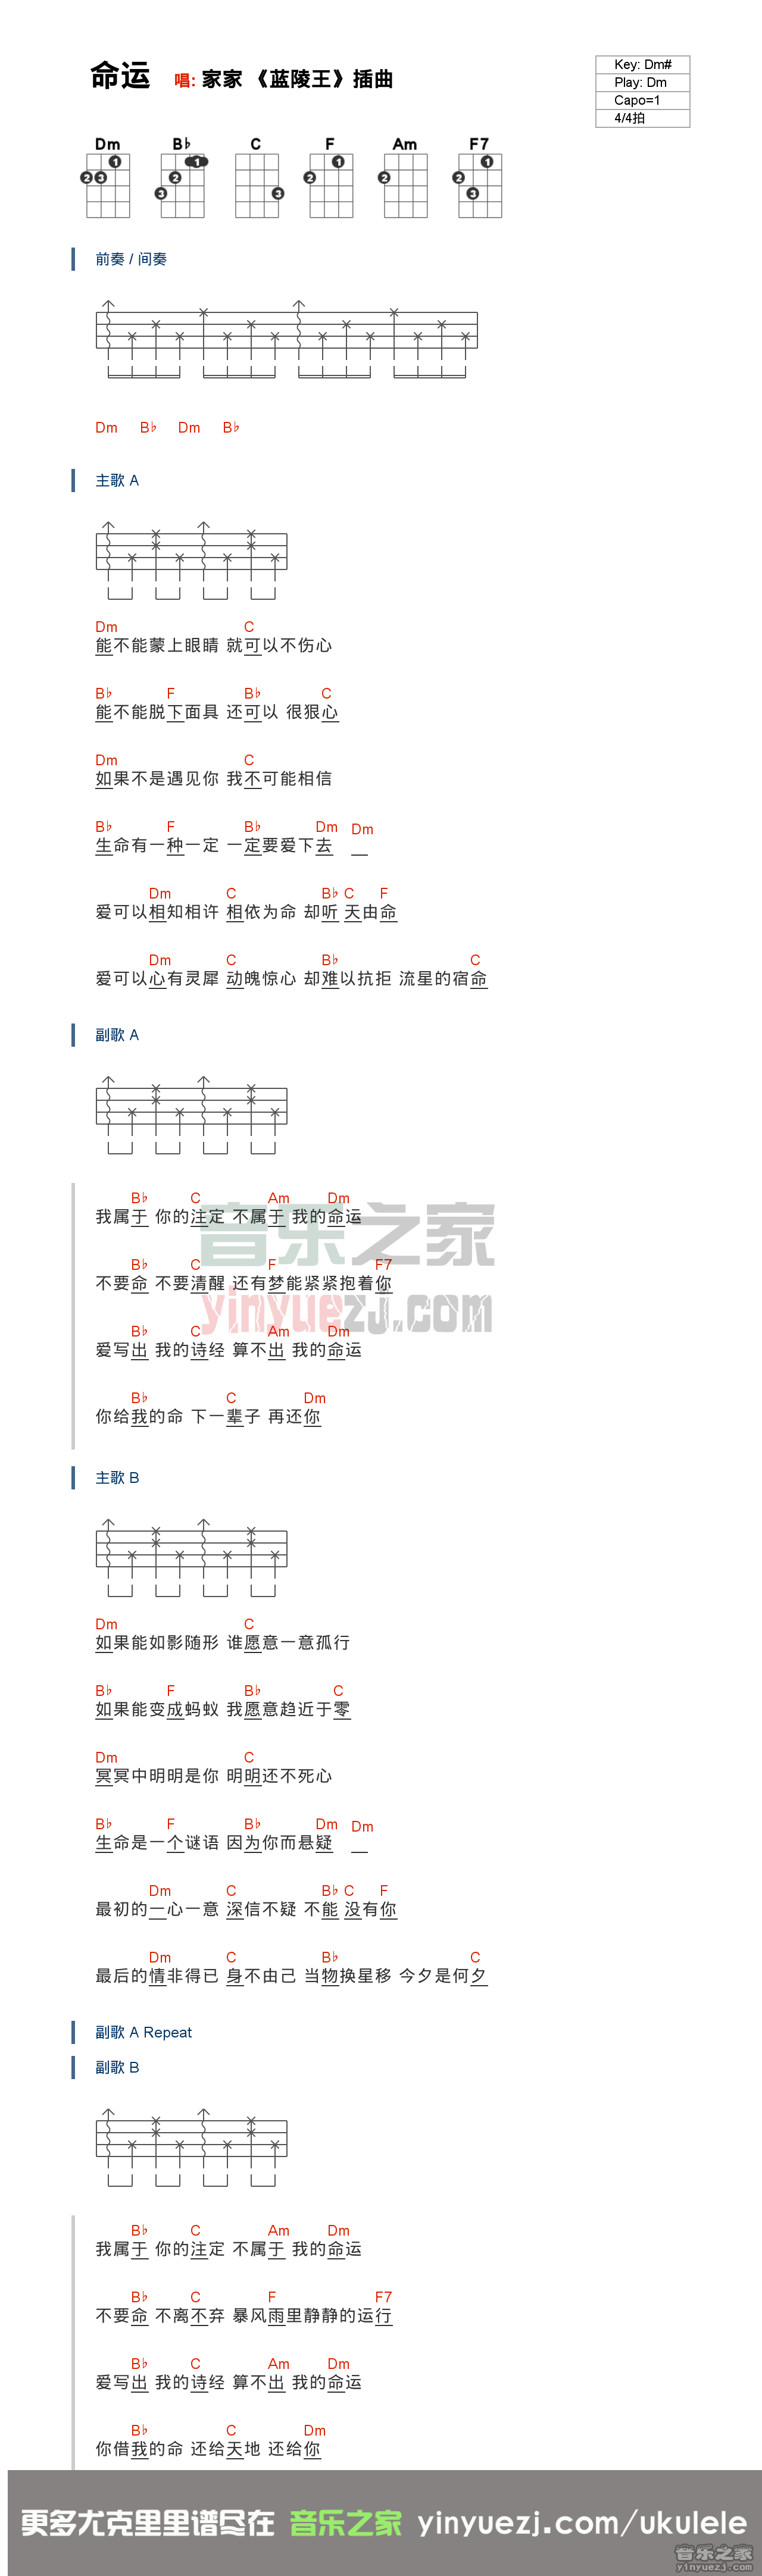 命运 唱: 家家 《蓝陵王》插曲
Key: Dm#
Play: Dm
Capo=1
4/4拍
Dm B♭ C F Am F7
1 2 3 1 2 3 3 1 2 2 1 2 3
前奏 / 间奏
Dm B♭ Dm B♭
主歌 A
Dm C
能不能蒙上眼睛 就可以不伤心
B♭ F B♭ C
能不能脱下面具 还可以 很狠心
Dm C
如果不是遇见你 我不可能相信
B♭ F B♭ Dm Dm
生命有一种一定 一定要爱下去
Dm C B♭ C F
爱可以相知相许 相依为命 却听 天由命
Dm C B♭ C
爱可以心有灵犀 动魄惊心 却难以抗拒 流星的宿命
副歌 A
B♭ C Am Dm
我属于 你的注定 不属于 我的命运
B♭ C F F7
不要命 不要清醒 还有梦能紧紧抱着你
B♭ C Am Dm
爱写出 我的诗经 算不出 我的命运
B♭ C Dm
你给我的命 下一辈子 再还你
音乐之家
yinyuezj.com
主歌 B
Dm C
如果能如影随形 谁愿意一意孤行
B♭ F B♭ C
如果能变成蚂蚁 我愿意趋近于零
Dm C
冥冥中明明是你 明明还不死心
B♭ F B♭ Dm Dm
生命是一个谜语 因为你而悬疑
Dm C B♭ C F
最初的一心一意 深信不疑 不能 没有你
Dm C B♭ C
最后的情非得已 身不由己 当物换星移 今夕是何夕
副歌 A Repeat
副歌 B
B♭ C Am Dm
我属于 你的注定 不属于 我的命运
B♭ C F F7
不要命 不离不弃 暴风雨里静静的运行
B♭ C Am Dm
爱写出 我的诗经 算不出 我的命运
B♭ C Dm
你借我的命 还给天地 还给你
更多尤克里里谱尽在 音乐之家 yinyuezj.com/ukulele
音乐之家
yinyuezj.com